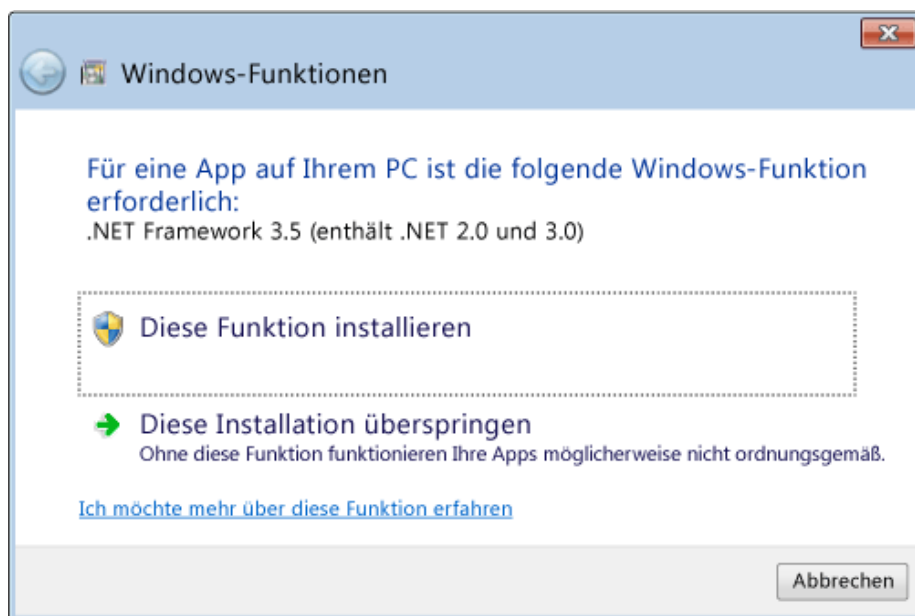 Windows-Funktionen
Für eine App auf Ihrem PC ist die folgende Windows-Funktion
erforderlich:
.NET Framework 3.5 (enthält .NET 2.0 und 3.0)
Diese Funktion installieren
Diese Installation überspringen
Ohne diese Funktion funktionieren Ihre Apps möglicherweise nicht ordnungsgemäß.
Ich möchte mehr über diese Funktion erfahren
Abbrechen